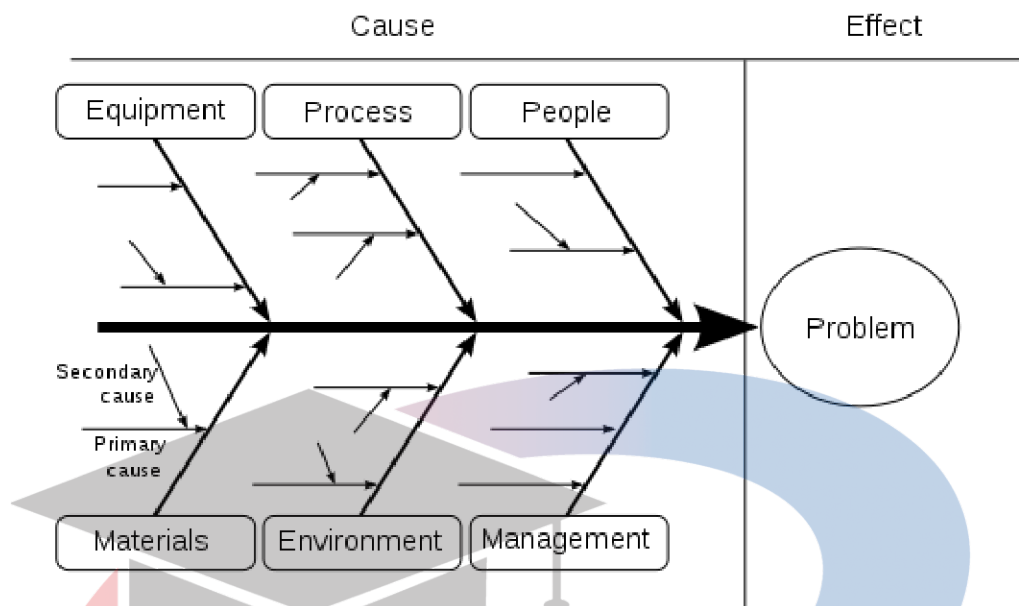 Cause
Effect
Equipment
Process
People
Problem
Secondary
cause
Primary
cause
Materials
Environment
Management